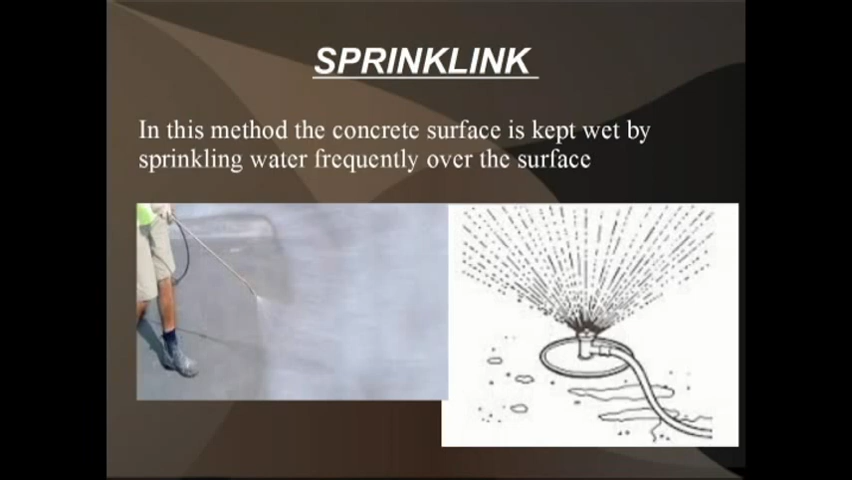 SPRINKLINK
In this method the concrete surface is kept wet by
sprinkling water frequently over the surface